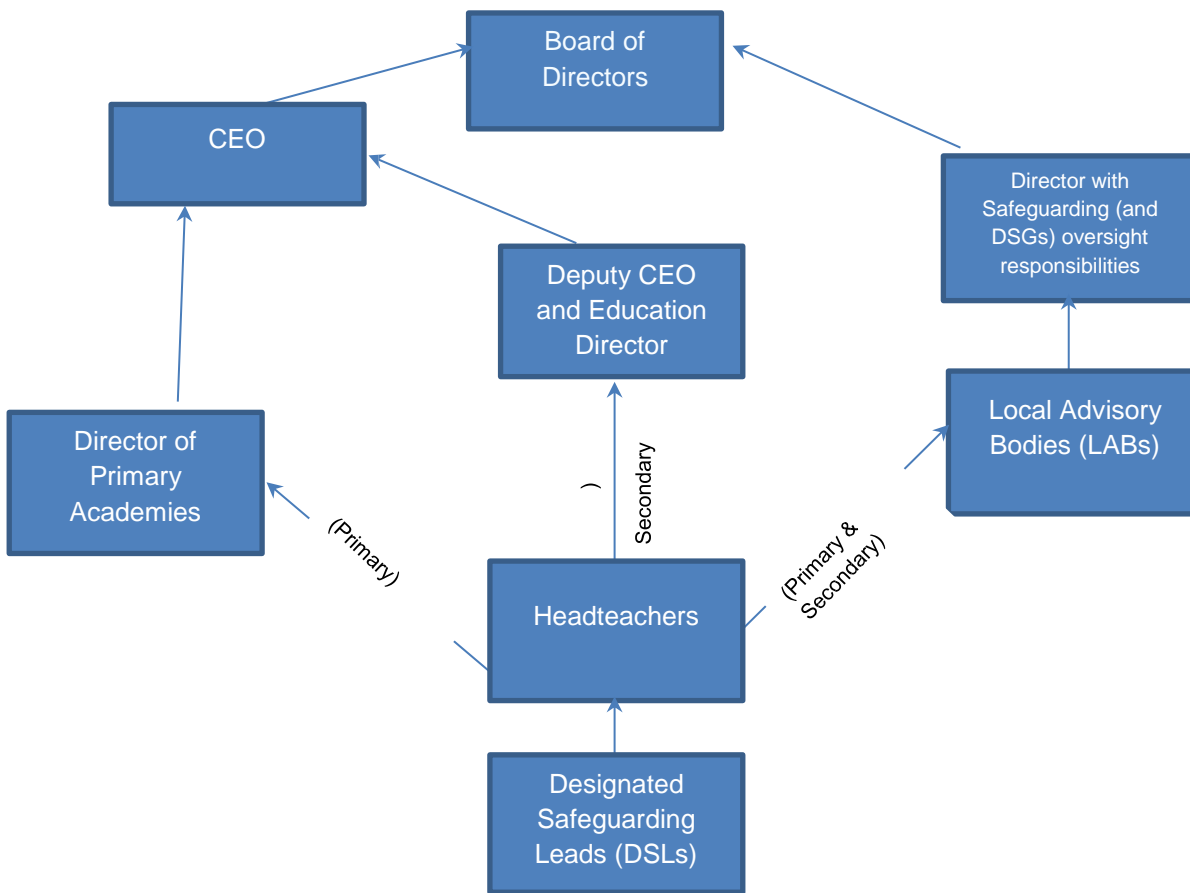 Board of
Directors
CEO
Director with
Safeguarding (and
DSGs) oversight
responsibilities
Deputy CEO
and Education
Director
Local Advisory
Bodies (LABs)
Director of
Primary
Academies
(Primary)
Secondary
)
(Primary &
Secondary)
Headteachers
Designated
Safeguarding
Leads (DSLs)